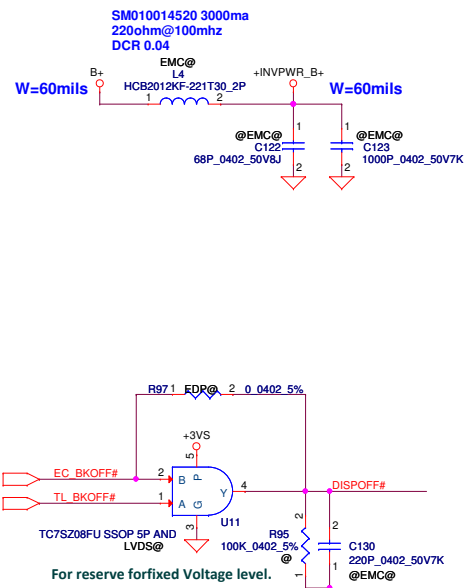 SM010014520 3000ma
220ohm@100mhz
DCR 0.04
EMC@
B+ L4 +INVPWR_B+
W=60mils HCB2012KF-221T30_2P W=60mils
1 2
1 1
@EMC@ @EMC@
C122 C123
68P_0402_50V8J 1000P_0402_50V7K
2 2
R97 1 EDP@ 2 0_0402_5%
+3VS
5
EC_BKOFF# 2 B P
Y 4 DISPOFF#
TL_BKOFF# 1 A G
U11
3
TC7SZ08FU SSOP 5P AND
LVDS@
2 2
R95
100K_0402_5%
@
C130
220P_0402_50V7K
@EMC@
1 1
For reserve forfixed Voltage level.